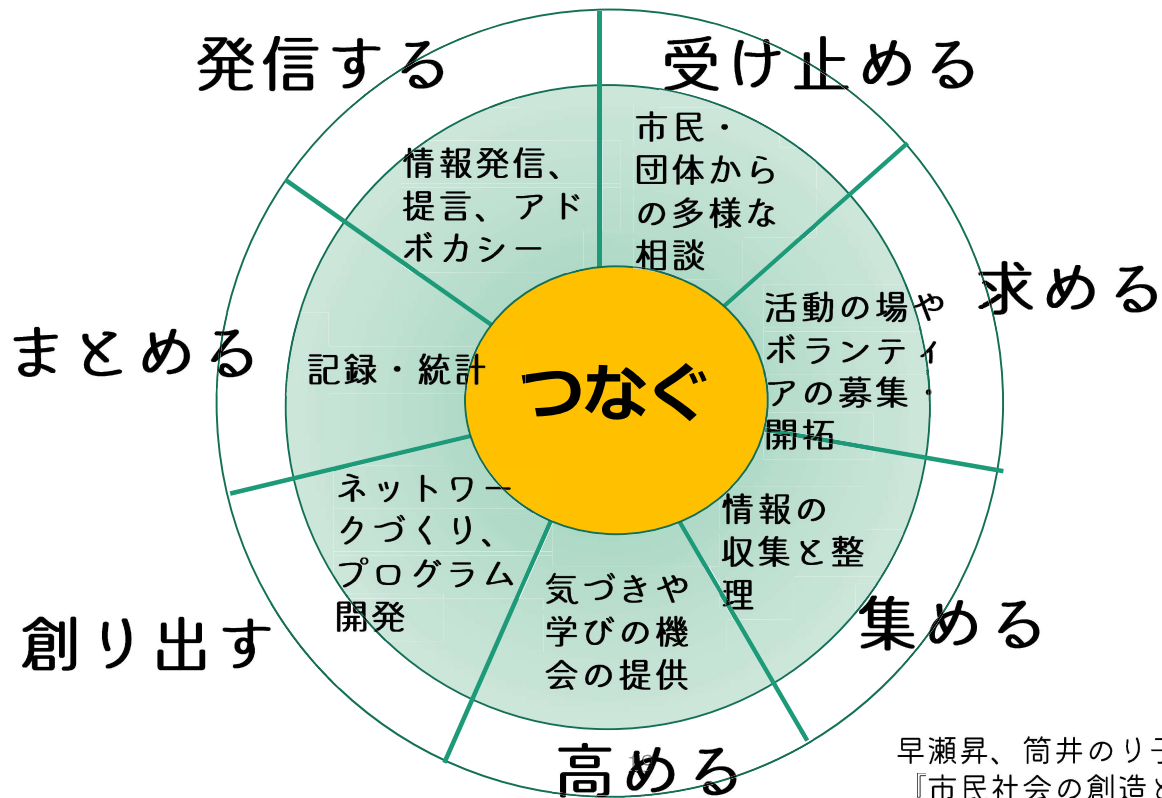 発信する
受け止める
情報発信、
提言、アド
ボカシー
市民・
団体から
の多様な
相談
求める
活動の場や
ボランティ
アの募集・
開拓
まとめる
記録・統計
つなぐ
ネットワー
クづくり、
プログラム
開発
情報の
収集と整
理
気づきや
学びの機
会の提供
創り出す
集める
高める
早瀬昇、筒井のり子
『市民社会の創造と